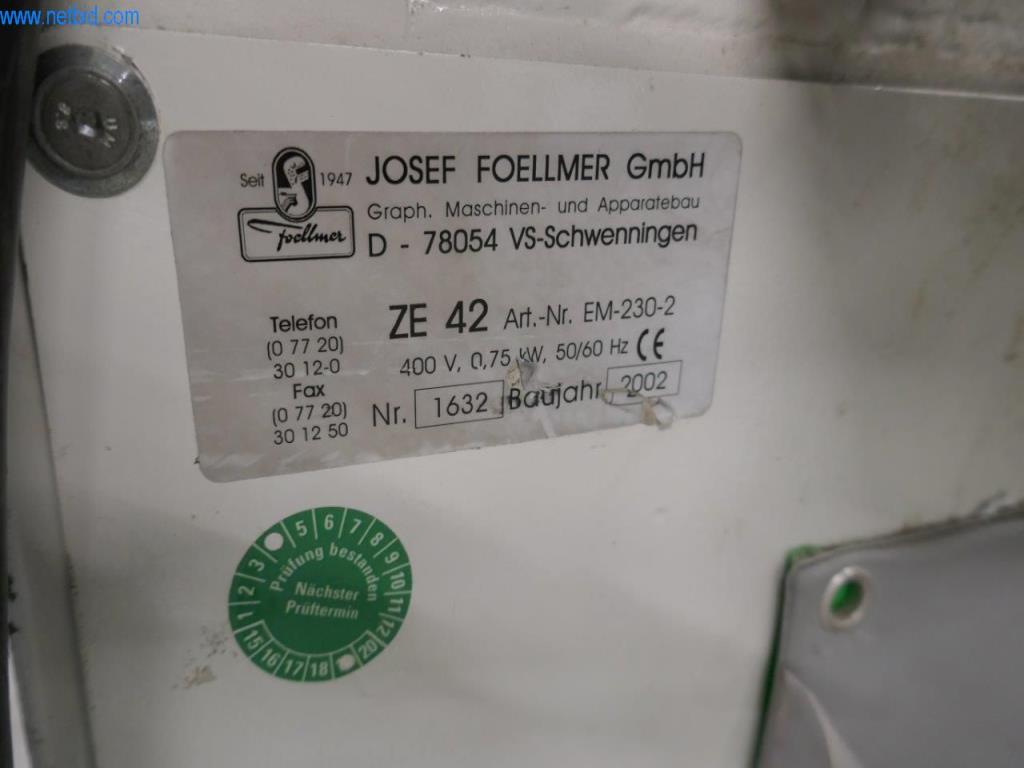 www.netbid.com
Seit 1947
foellmer
JOSEF FOELLMER GmbH
Graph. Maschinen- und Apparatebau
D - 78054 VS-Schwenningen
Telefon
(0 77 20)
30 12-0
Fax
(0 77 20)
30 12 50
ZE 42 Art.-Nr. EM-230-2
400 V, 0,75 kW, 50/60 Hz CE
Nr. 1632 Baujahr 2002
1 2 3 5 6 7 8 9 10 11 12
Prüfung bestanden
Nächster
Prüftermin
15 16 17 18 20